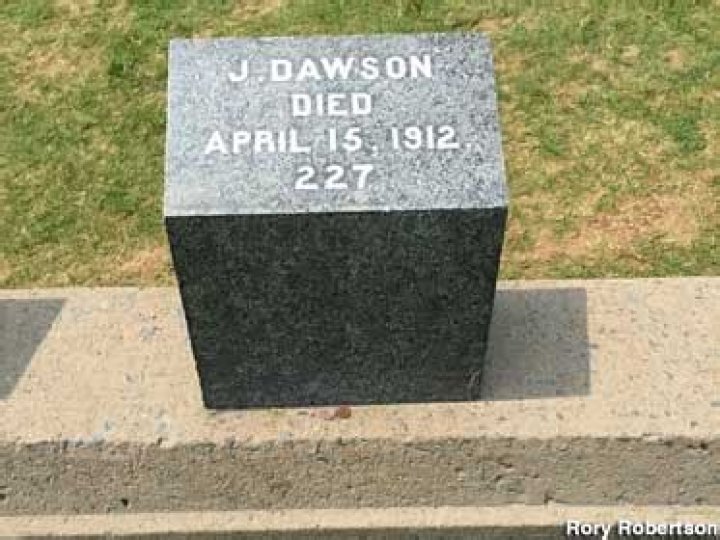 J. DAWSON
DIED
APRIL 15, 1912.
227
Rory Robertson